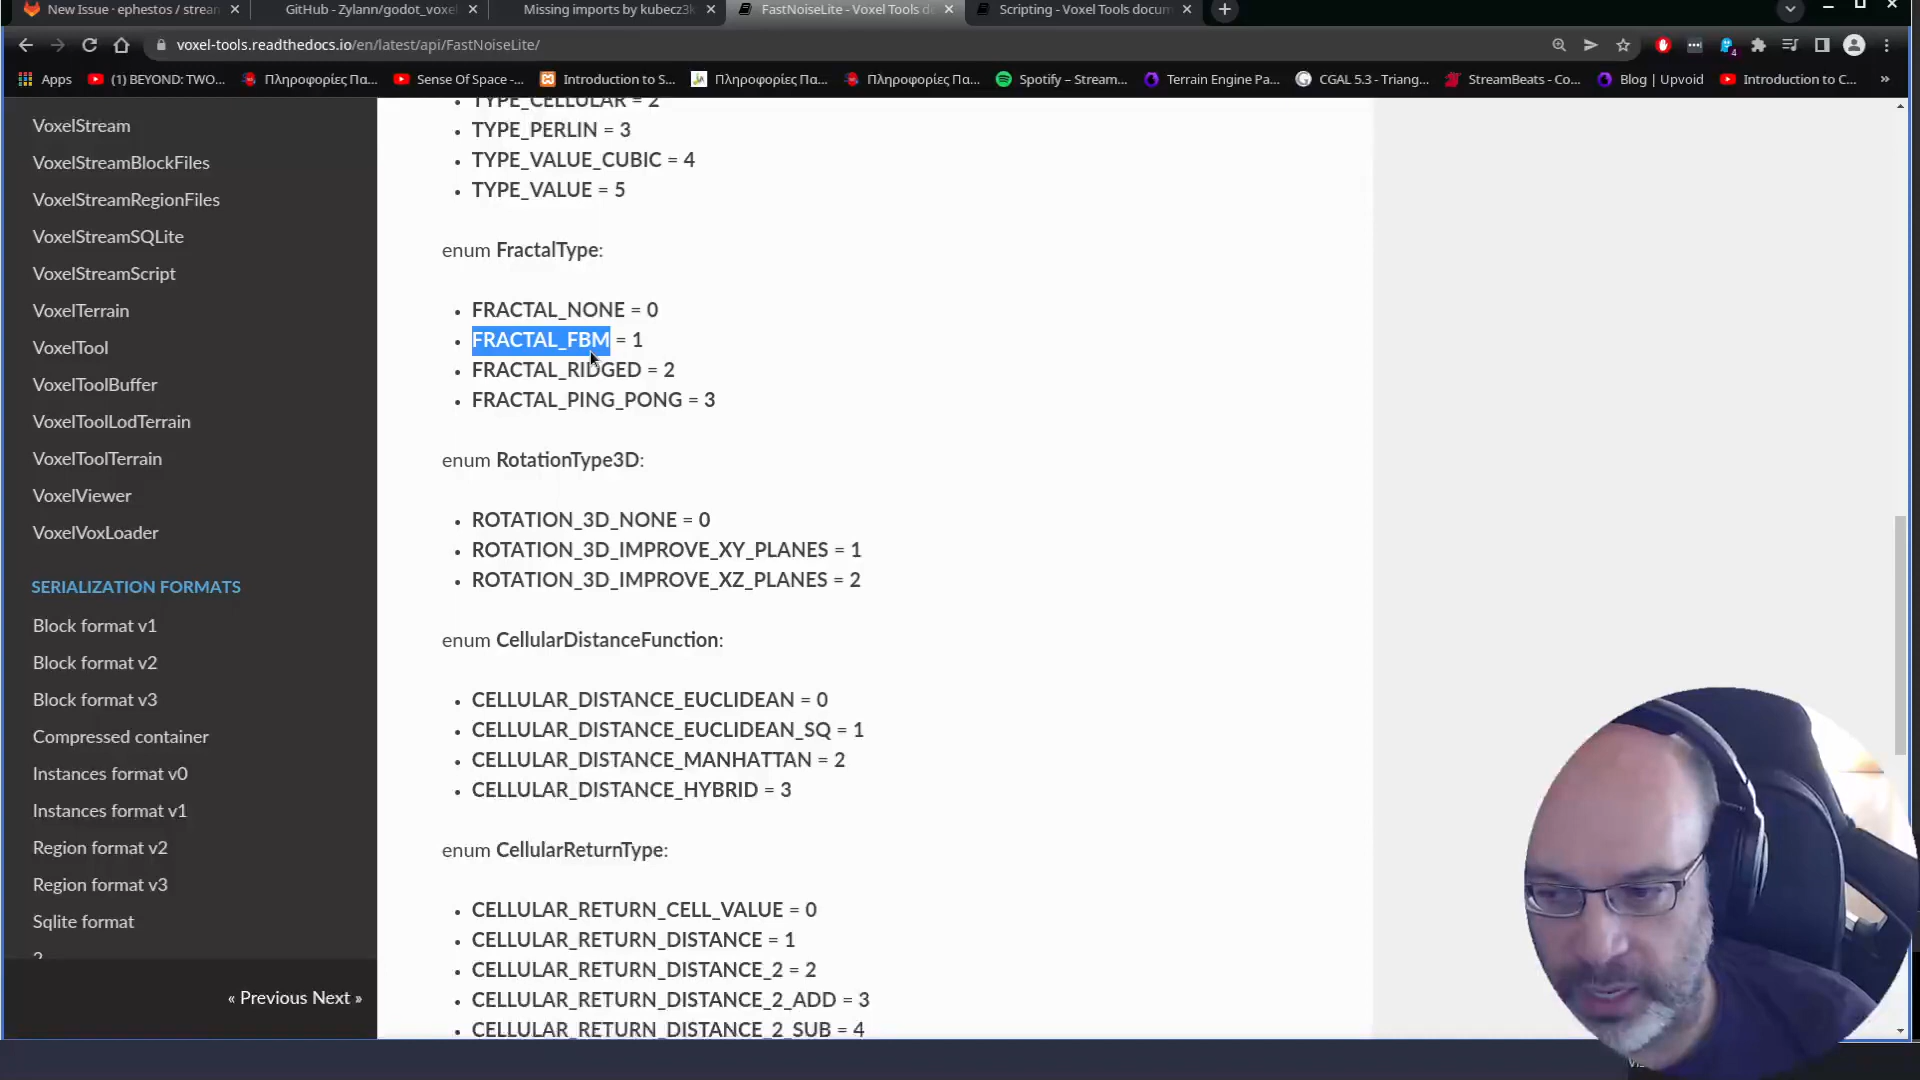 New Issue · ephestos / strea
GitHub - Zylann/godot_voxel
Missing imports by kubecz3k
FastNoiseLite - Voxel Tools do
Scripting - Voxel Tools docum
voxel-tools.readthedocs.io/en/latest/api/FastNoiseLite/
Apps
(1) BEYOND: TWO...
Πληροφορίες Πα...
Sense Of Space -...
Introduction to S...
Πληροφορίες Πα...
Πληροφορίες Πα...
Spotify – Stream...
Terrain Engine Pa...
CGAL 5.3 - Triang...
StreamBeats - Co...
Blog | Upvoid
Introduction to C...
»
VoxelStream
VoxelStreamBlockFiles
VoxelStreamRegionFiles
VoxelStreamSQLite
VoxelStreamScript
VoxelTerrain
VoxelTool
VoxelToolBuffer
VoxelToolLodTerrain
VoxelToolTerrain
VoxelViewer
VoxelVoxLoader
SERIALIZATION FORMATS
Block format v1
Block format v2
Block format v3
Compressed container
Instances format v0
Instances format v1
Region format v2
Region format v3
Sqlite format
« Previous Next »
TYPE_CELLULAR = 2
TYPE_PERLIN = 3
TYPE_VALUE_CUBIC = 4
TYPE_VALUE = 5
enum FractalType:
FRACTAL_NONE = 0
FRACTAL_FBM = 1
FRACTAL_RIDGED = 2
FRACTAL_PING_PONG = 3
enum RotationType3D:
ROTATION_3D_NONE = 0
ROTATION_3D_IMPROVE_XY_PLANES = 1
ROTATION_3D_IMPROVE_XZ_PLANES = 2
enum CellularDistanceFunction:
CELLULAR_DISTANCE_EUCLIDEAN = 0
CELLULAR_DISTANCE_EUCLIDEAN_SQ = 1
CELLULAR_DISTANCE_MANHATTAN = 2
CELLULAR_DISTANCE_HYBRID = 3
enum CellularReturnType:
CELLULAR_RETURN_CELL_VALUE = 0
CELLULAR_RETURN_DISTANCE = 1
CELLULAR_RETURN_DISTANCE_2 = 2
CELLULAR_RETURN_DISTANCE_2_ADD = 3
CELLULAR_RETURN_DISTANCE_2_SUB = 4